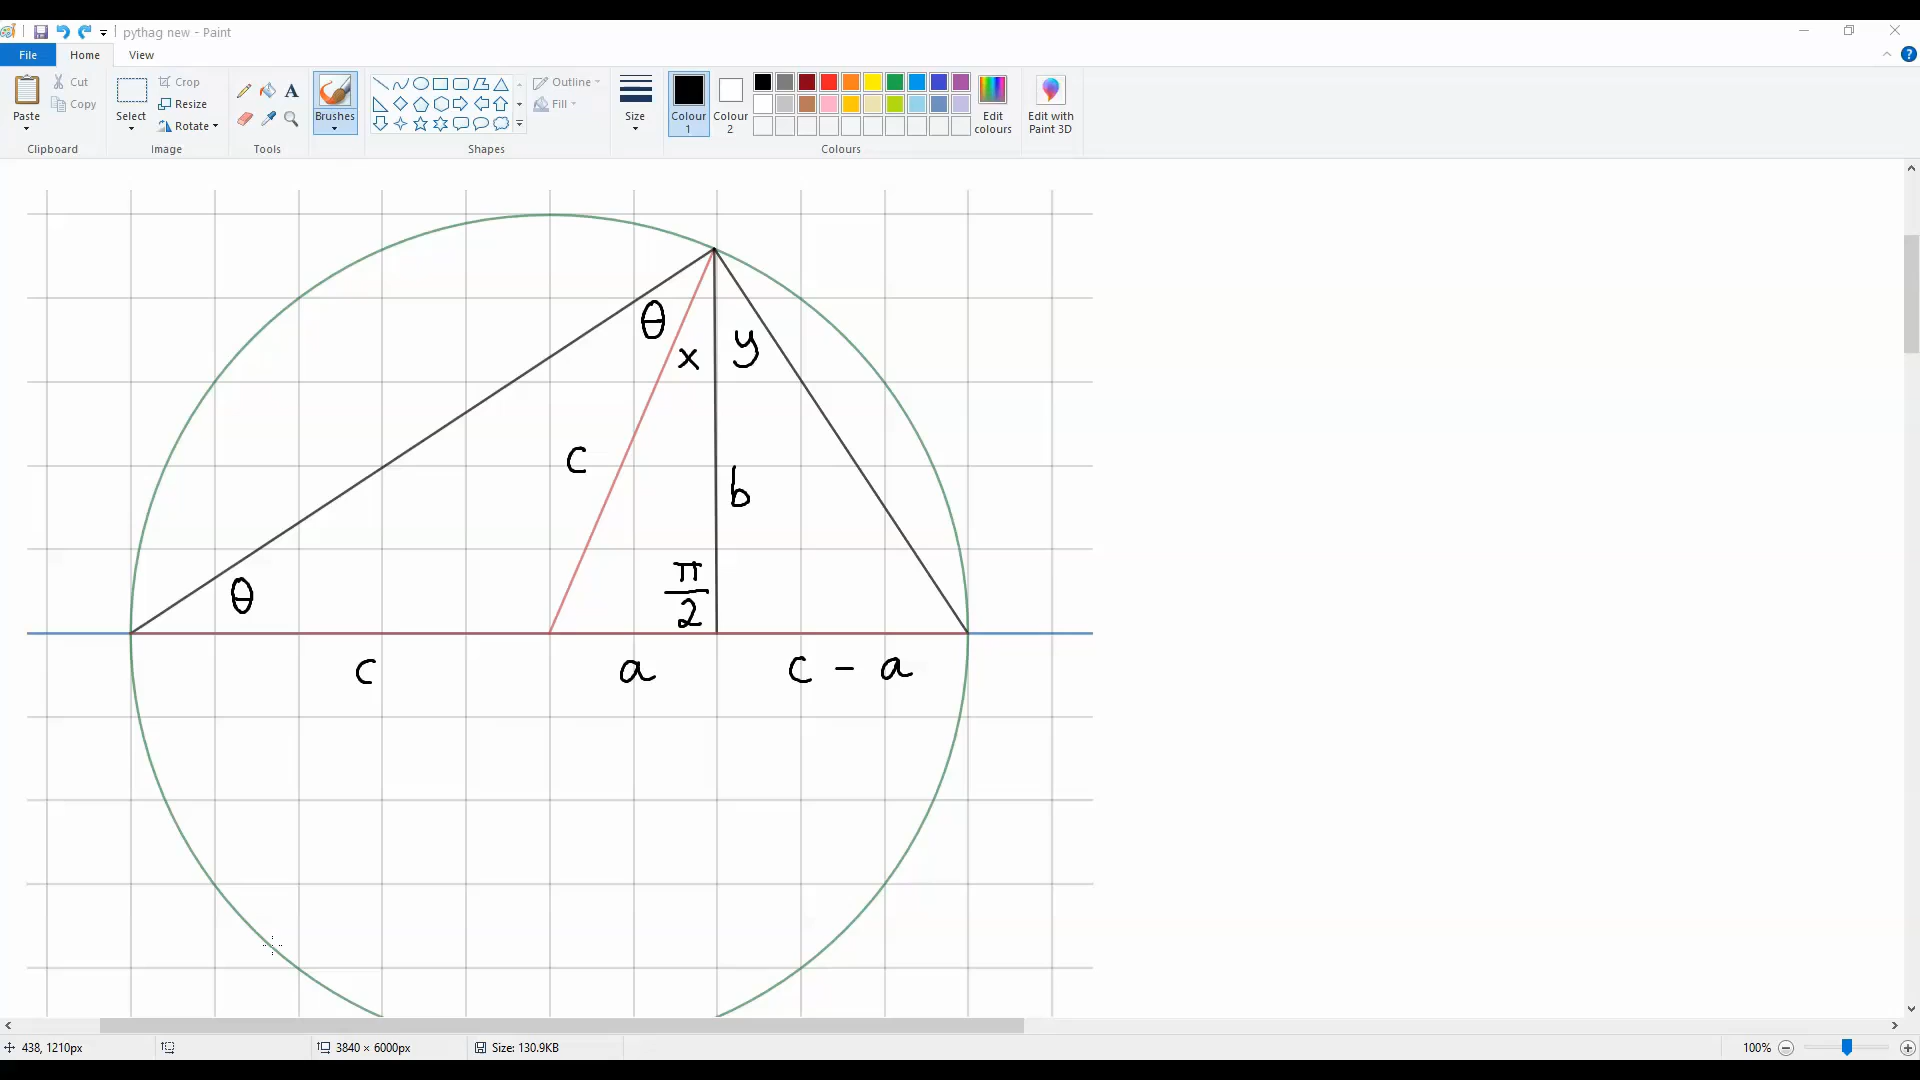 pythag new - Paint
File Home View
Paste
Cut
Copy
Clipboard
Select
Crop
Resize
Rotate
Image
A
Tools
Brushes
Outline
Fill
Shapes
Size
Colour 1
Colour 2
Edit colours
Edit with Paint 3D
Colours
θ
x
y
c
b
π
2
θ
c
a
c - a
438, 1210px
3840 × 6000px
Size: 130.9KB
100%